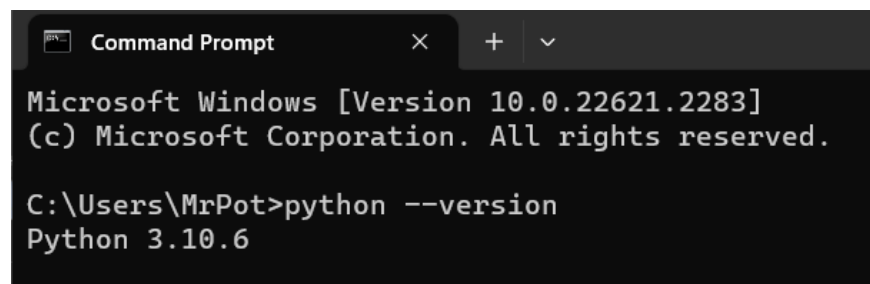 Command Prompt
Microsoft Windows [Version 10.0.22621.2283]
(c) Microsoft Corporation. All rights reserved.
C:\Users\MrPot>python --version
Python 3.10.6